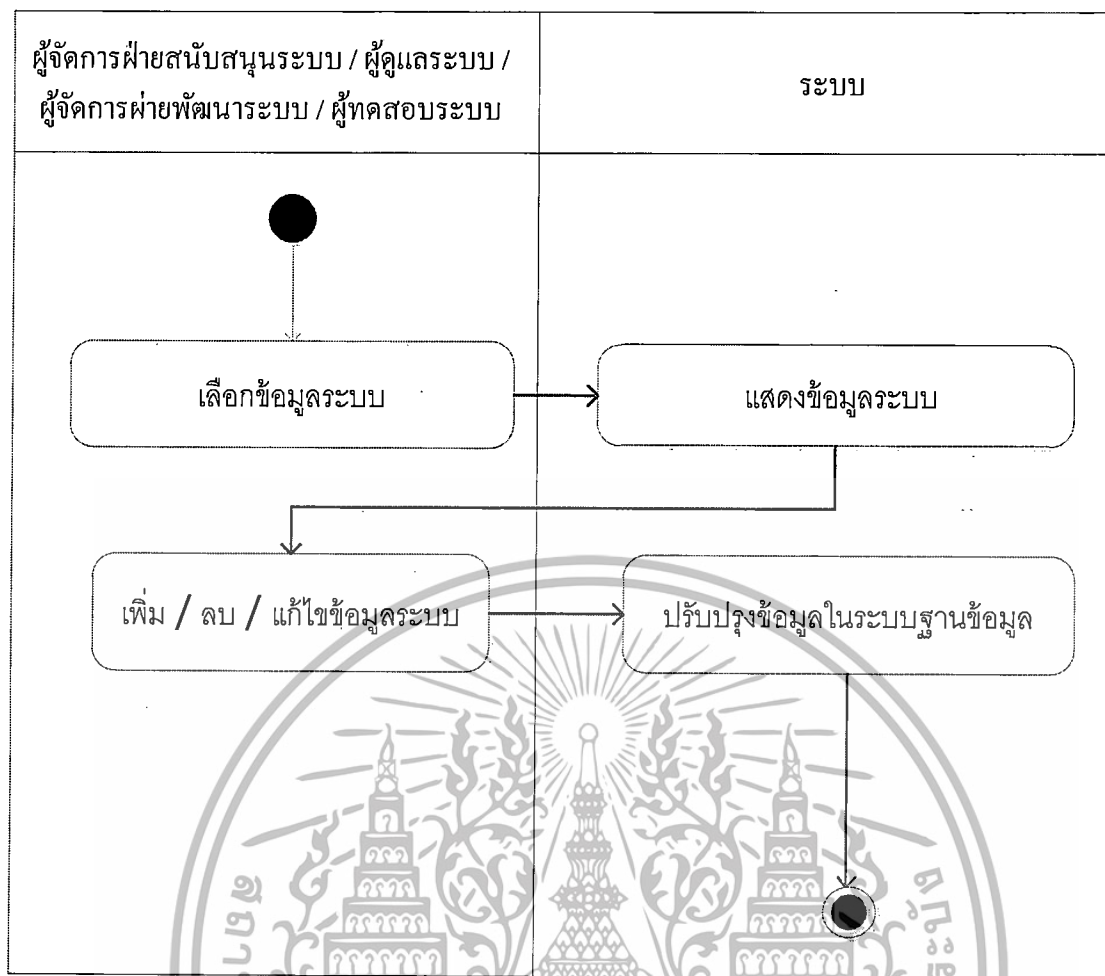 ผู้จัดการฝ่ายสนับสนุนระบบ / ผู้ดูแลระบบ /
ผู้จัดการฝ่ายพัฒนาระบบ / ผู้ทดสอบระบบ
ระบบ
เลือกข้อมูลระบบ
แสดงข้อมูลระบบ
เพิ่ม / ลบ / แก้ไขข้อมูลระบบ
ปรับปรุงข้อมูลในระบบฐานข้อมูล